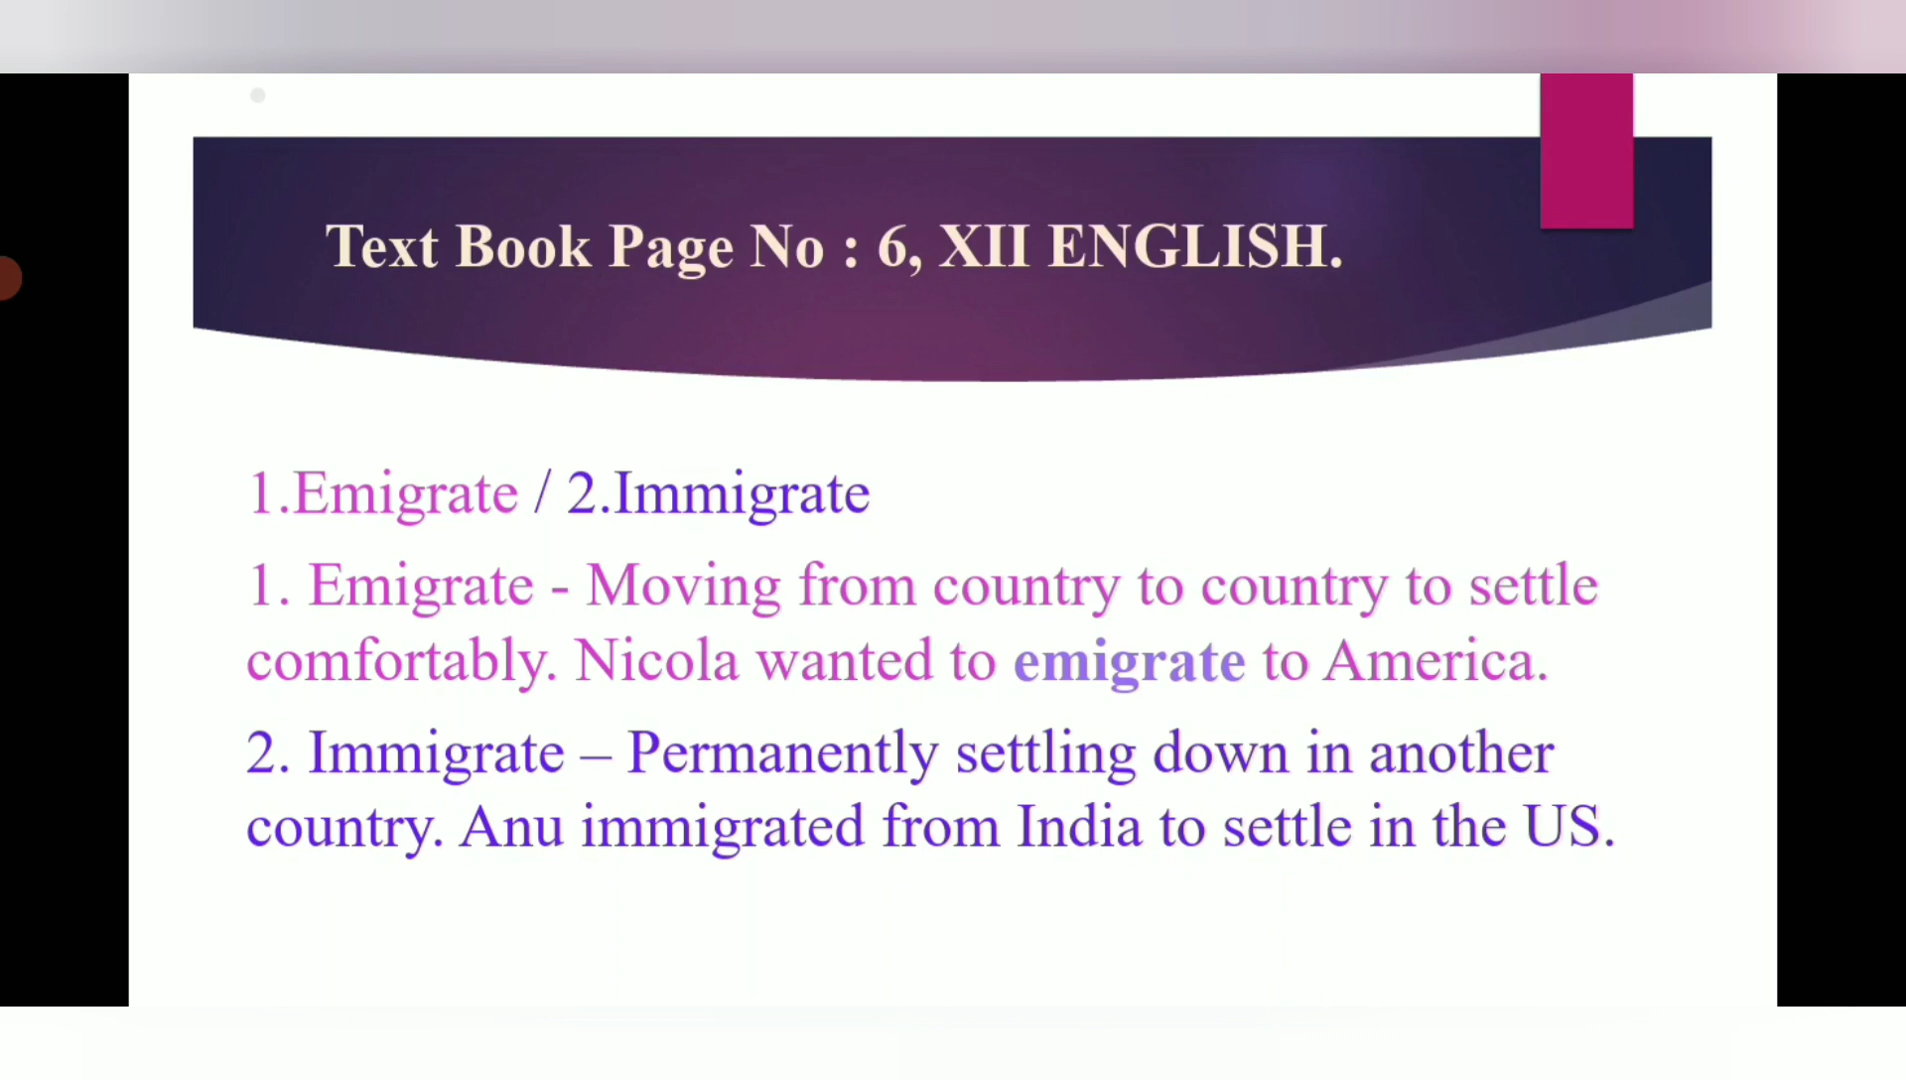 Text Book Page No : 6, XII ENGLISH.
1.Emigrate / 2.Immigrate
1. Emigrate - Moving from country to country to settle
comfortably. Nicola wanted to emigrate to America.
2. Immigrate – Permanently settling down in another
country. Anu immigrated from India to settle in the US.